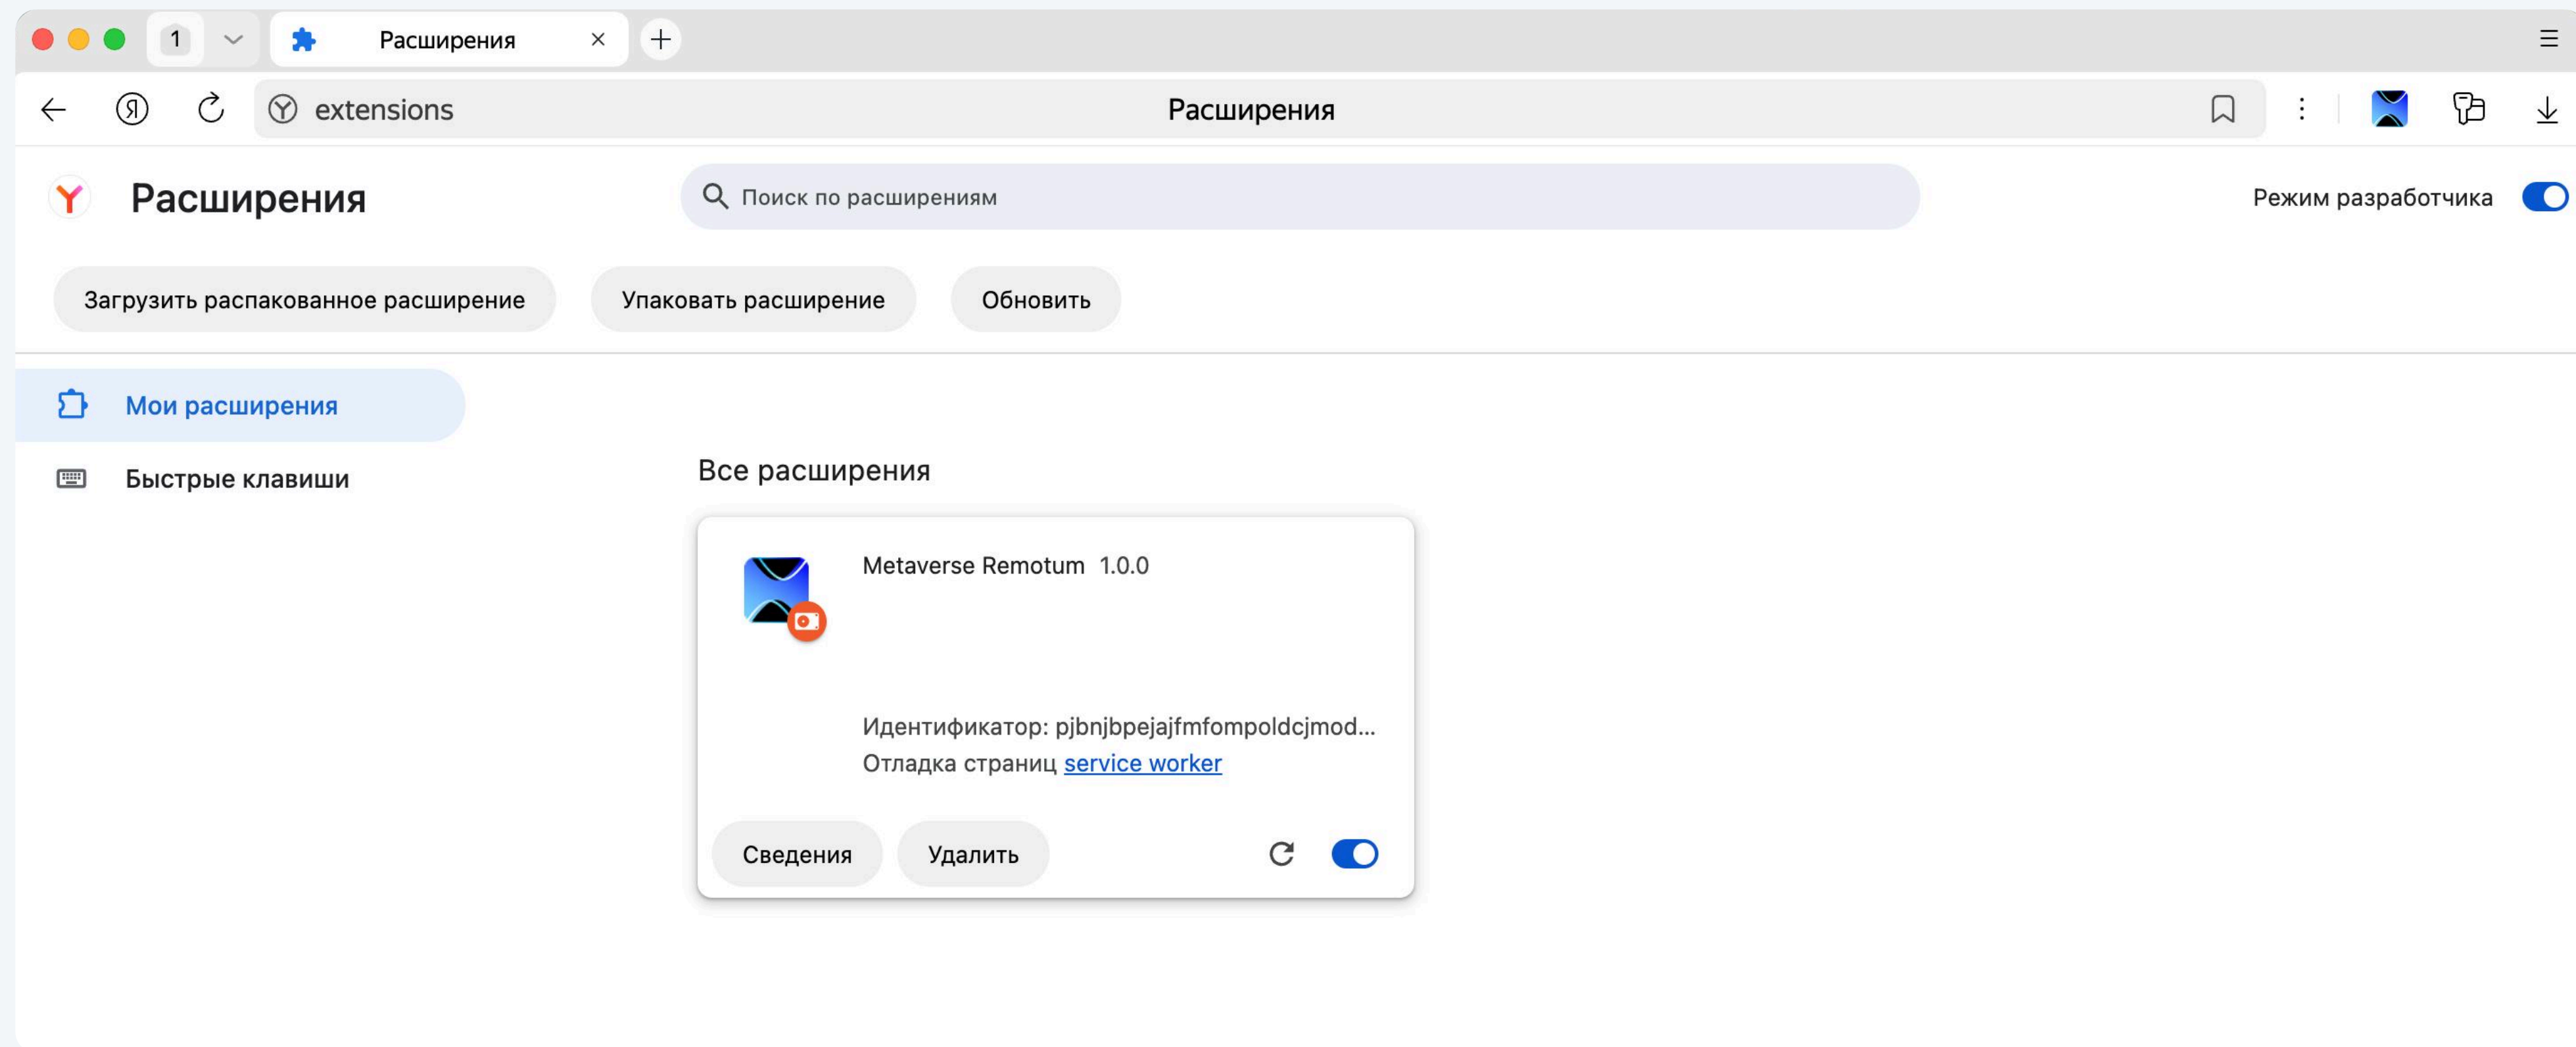 1
Расширения
extensions
Расширения
Расширения
Поиск по расширениям
Режим разработчика
Загрузить распакованное расширение
Упаковать расширение
Обновить
Мои расширения
Быстрые клавиши
Все расширения
Metaverse Remotum 1.0.0
Идентификатор: pjbnjbpejajfmfompoldcjmod...
Отладка страниц service worker
Сведения
Удалить